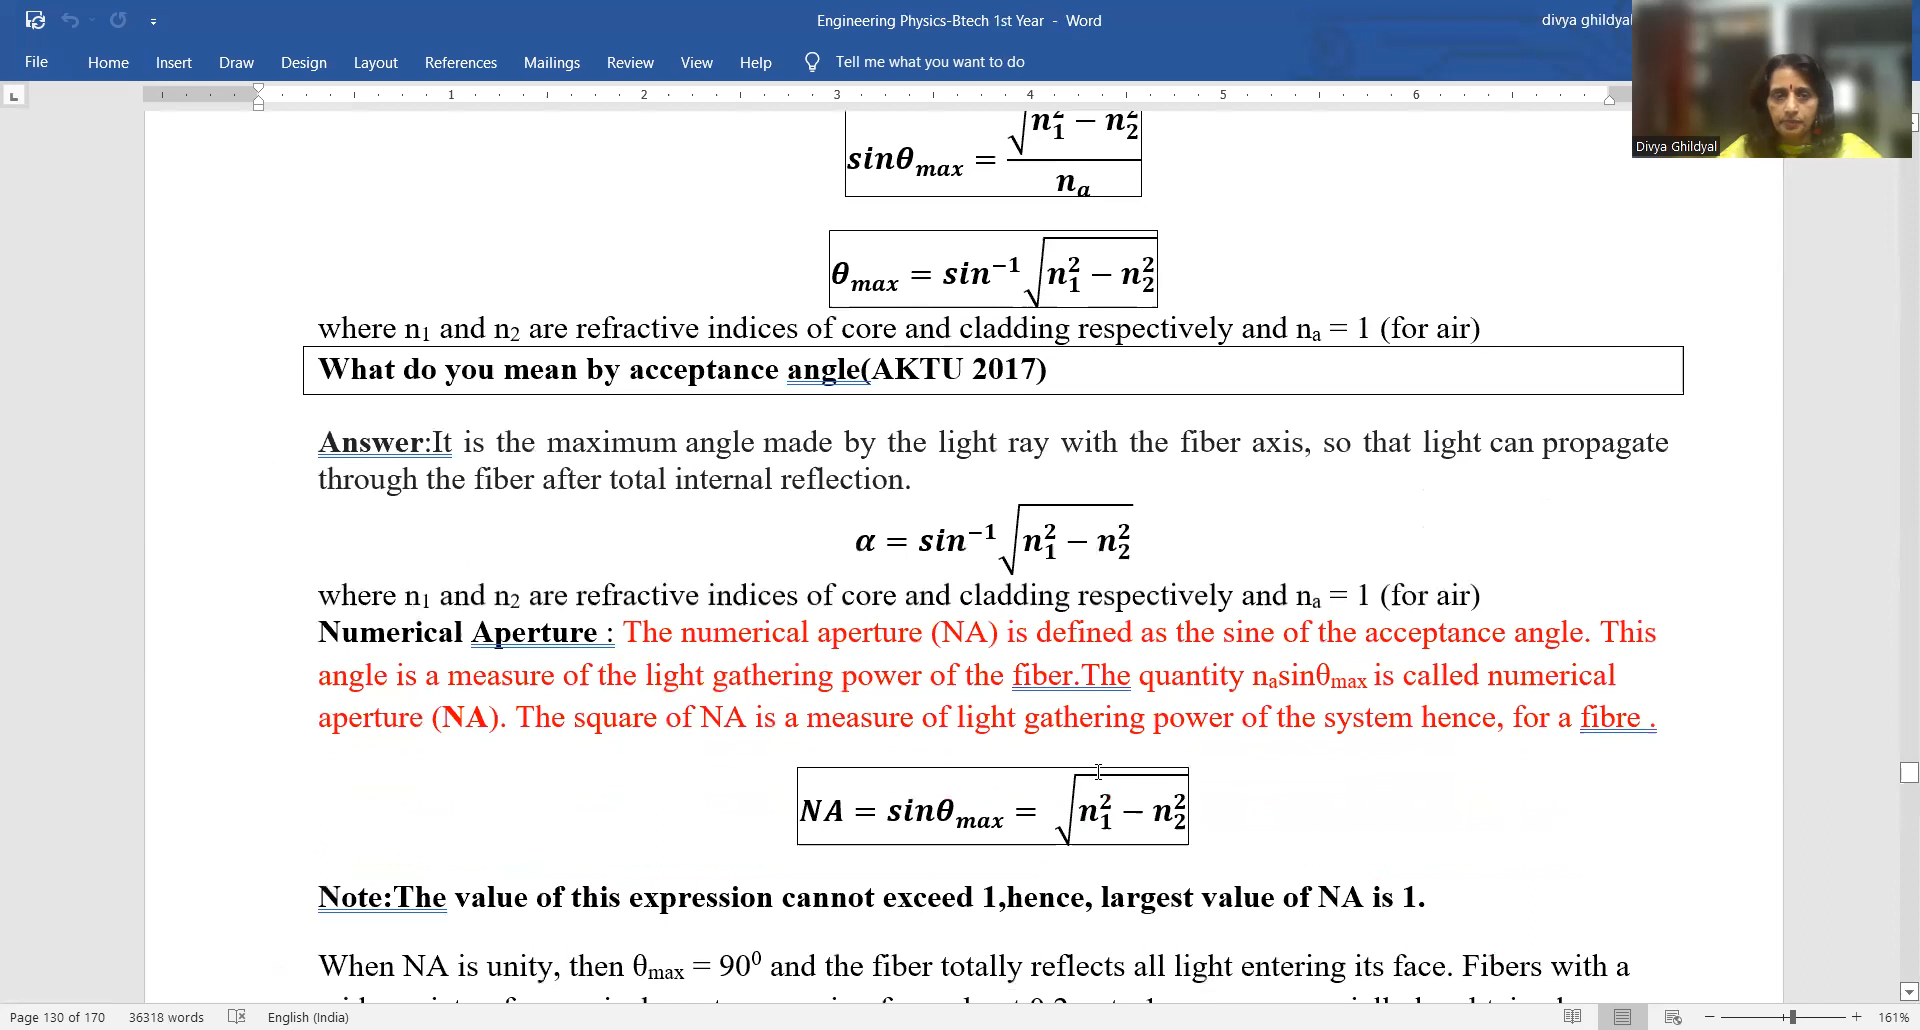 Engineering Physics-Btech 1st Year - Word
divya ghildyal
File Home Insert Draw Design Layout References Mailings Review View Help Tell me what you want to do
L 1 2 3 4 5 6
Divya Ghildyal
sinθmax = √n₁² − n₂² / nₐ
θmax = sin⁻¹ √n₁² − n₂²
where n₁ and n₂ are refractive indices of core and cladding respectively and nₐ = 1 (for air)
What do you mean by acceptance angle(AKTU 2017)
Answer:It is the maximum angle made by the light ray with the fiber axis, so that light can propagate
through the fiber after total internal reflection.
α = sin⁻¹ √n₁² − n₂²
where n₁ and n₂ are refractive indices of core and cladding respectively and nₐ = 1 (for air)
Numerical Aperture : The numerical aperture (NA) is defined as the sine of the acceptance angle. This
angle is a measure of the light gathering power of the fiber.The quantity nₐsinθmax is called numerical
aperture (NA). The square of NA is a measure of light gathering power of the system hence, for a fibre .
NA = sinθmax = √n₁² − n₂²
Note:The value of this expression cannot exceed 1,hence, largest value of NA is 1.
When NA is unity, then θmax = 90⁰ and the fiber totally reflects all light entering its face. Fibers with a
Page 130 of 170 36318 words English (India) 161%